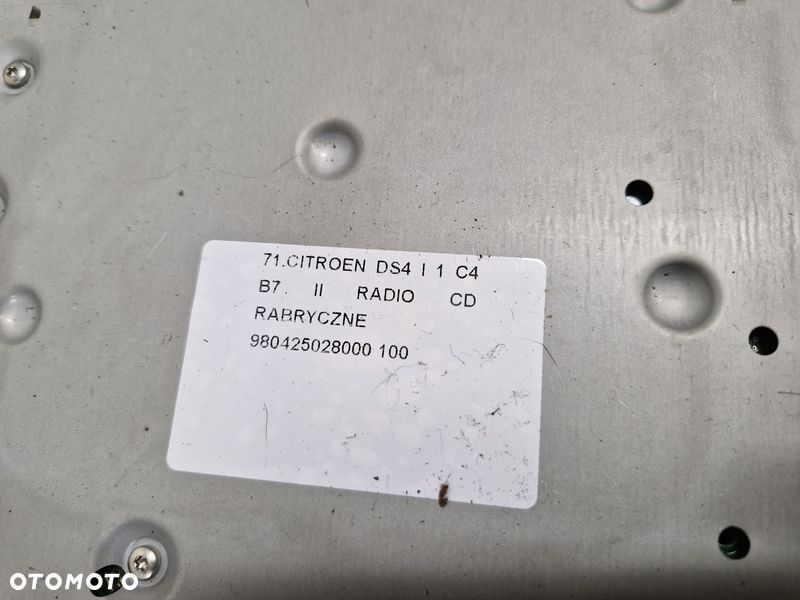 71.CITROEN DS4 I 1 C4
B7 II RADIO CD
RABRYCZNE
980425028000 100
OTOMOTO